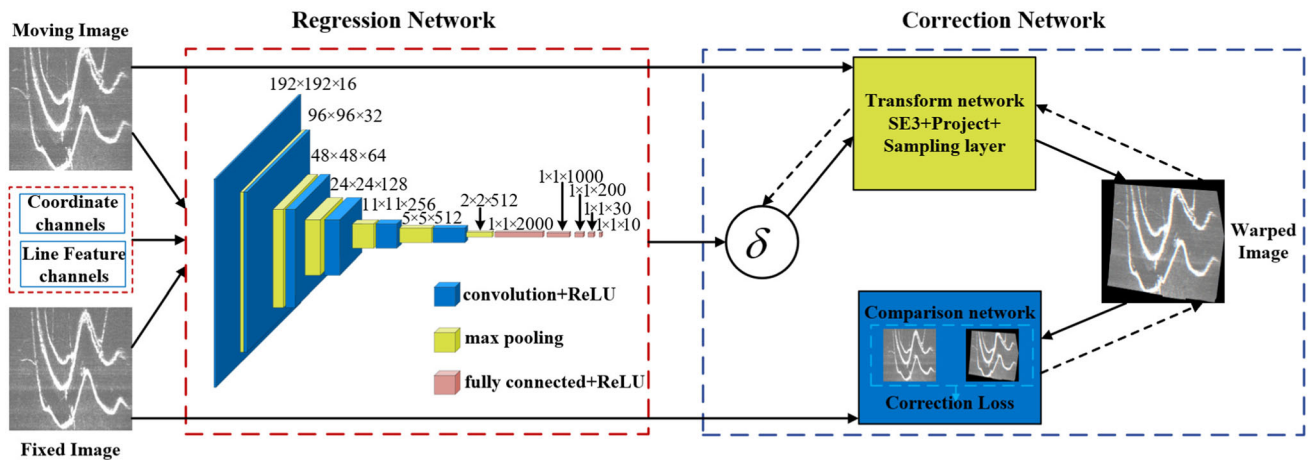 Moving Image
Regression Network
Correction Network
192×192×16
96×96×32
48×48×64
24×24×128
11×11×256
5×5×512
2×2×512
1×1×2000
1×1×1000
1×1×200
1×1×30
1×1×10
Coordinate
channels
Line Feature
channels
convolution+ReLU
max pooling
fully connected+ReLU
Fixed Image
δ
Transform network
SE3+Project+
Sampling layer
Warped
Image
Comparison network
Correction Loss